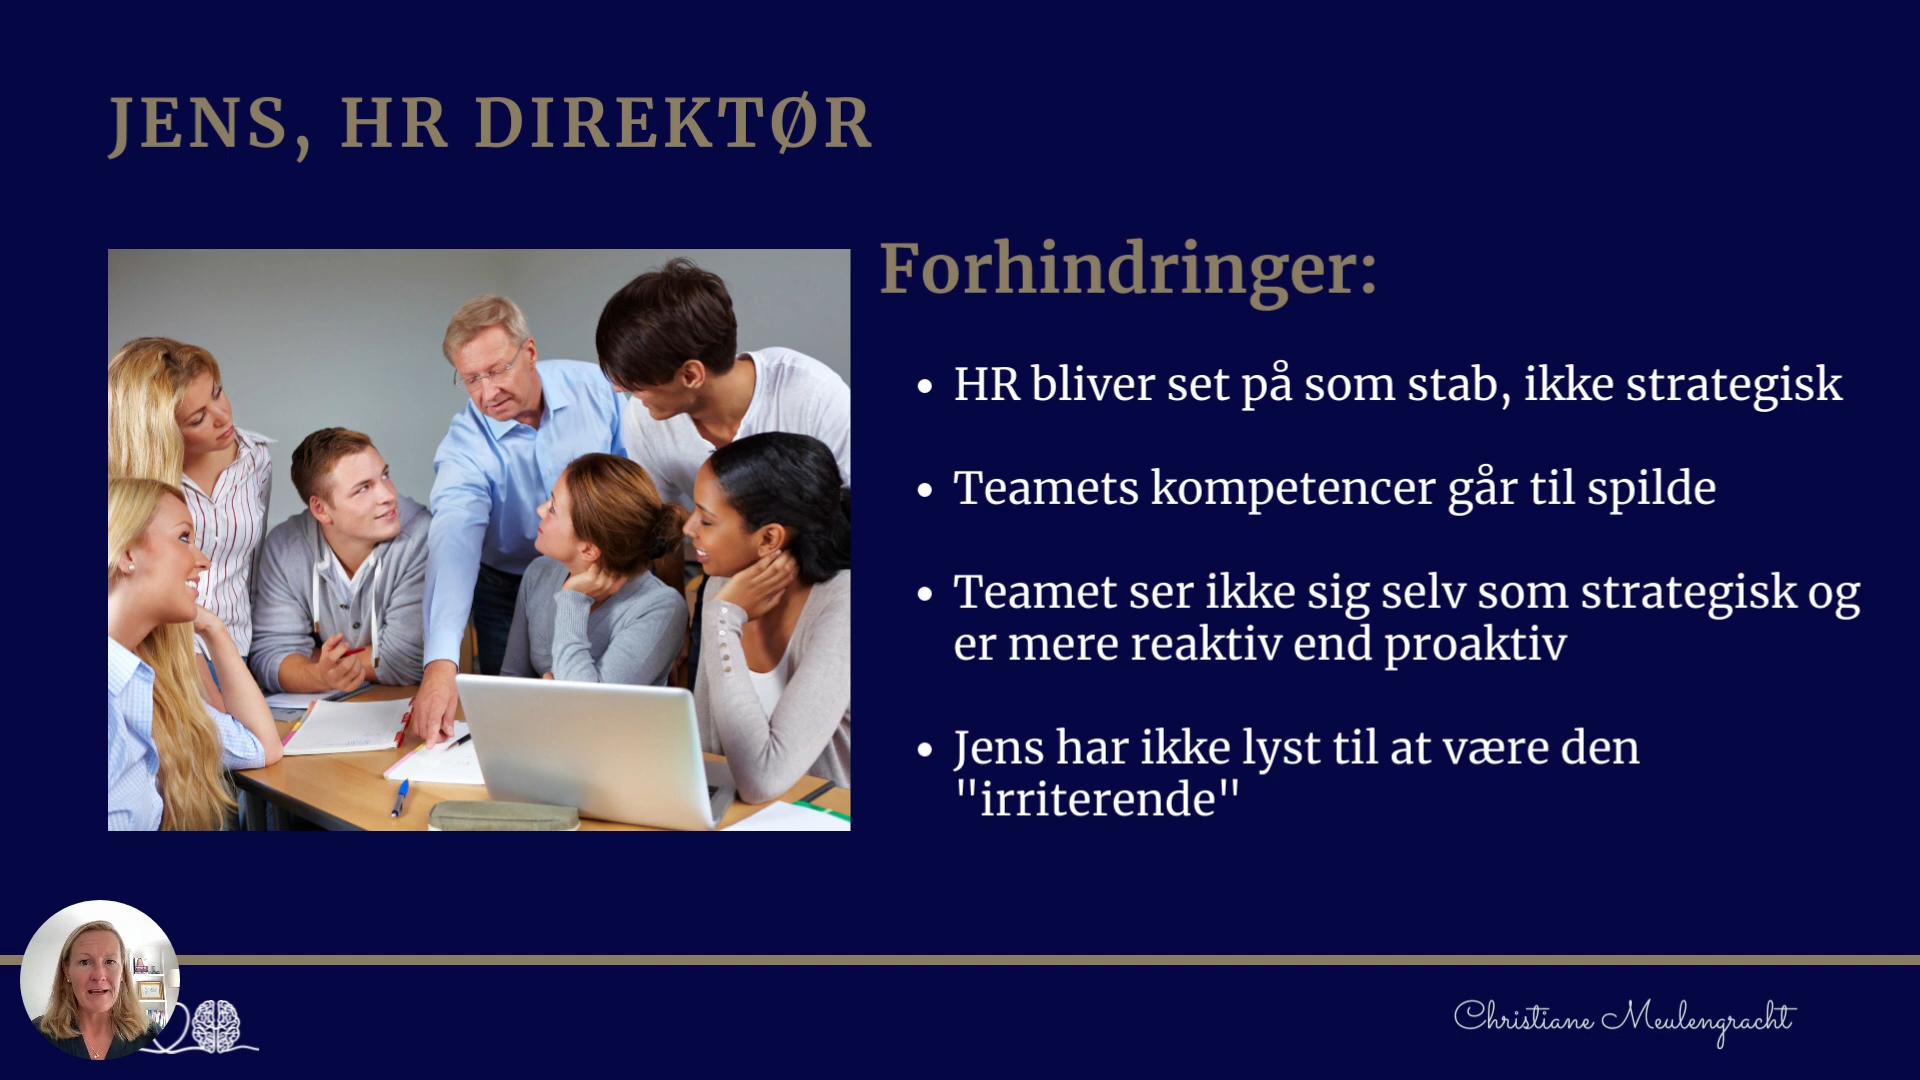 JENS, HR DIREKTØR
Forhindringer:
• HR bliver set på som stab, ikke strategisk
• Teamets kompetencer går til spilde
• Teamet ser ikke sig selv som strategisk og
er mere reaktiv end proaktiv
• Jens har ikke lyst til at være den
"irriterende"
Christiane Meulengracht